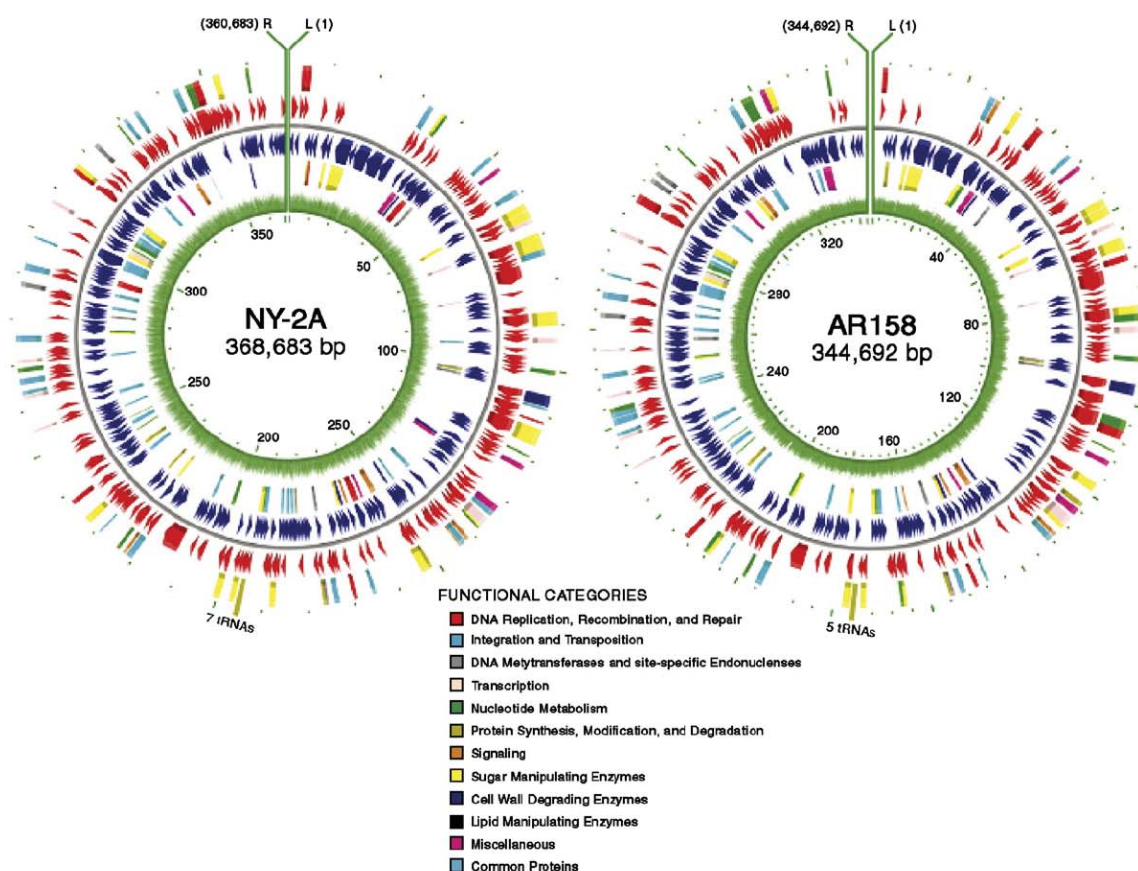 (360,683) R L (1)
350
50
300
NY-2A
368,683 bp
100
250
200
250
7 tRNAs
(344,692) R L (1)
320
40
280
AR158
344,692 bp
80
240
120
200
160
5 tRNAs
FUNCTIONAL CATEGORIES
DNA Replication, Recombination, and Repair
Integration and Transposition
DNA Metytransferases and site-specific Endonuclenses
Transcription
Nucleotide Metabolism
Protein Synthesis, Modification, and Degradation
Signaling
Sugar Manipulating Enzymes
Cell Wall Degrading Enzymes
Lipid Manipulating Enzymes
Miscellaneous
Common Proteins